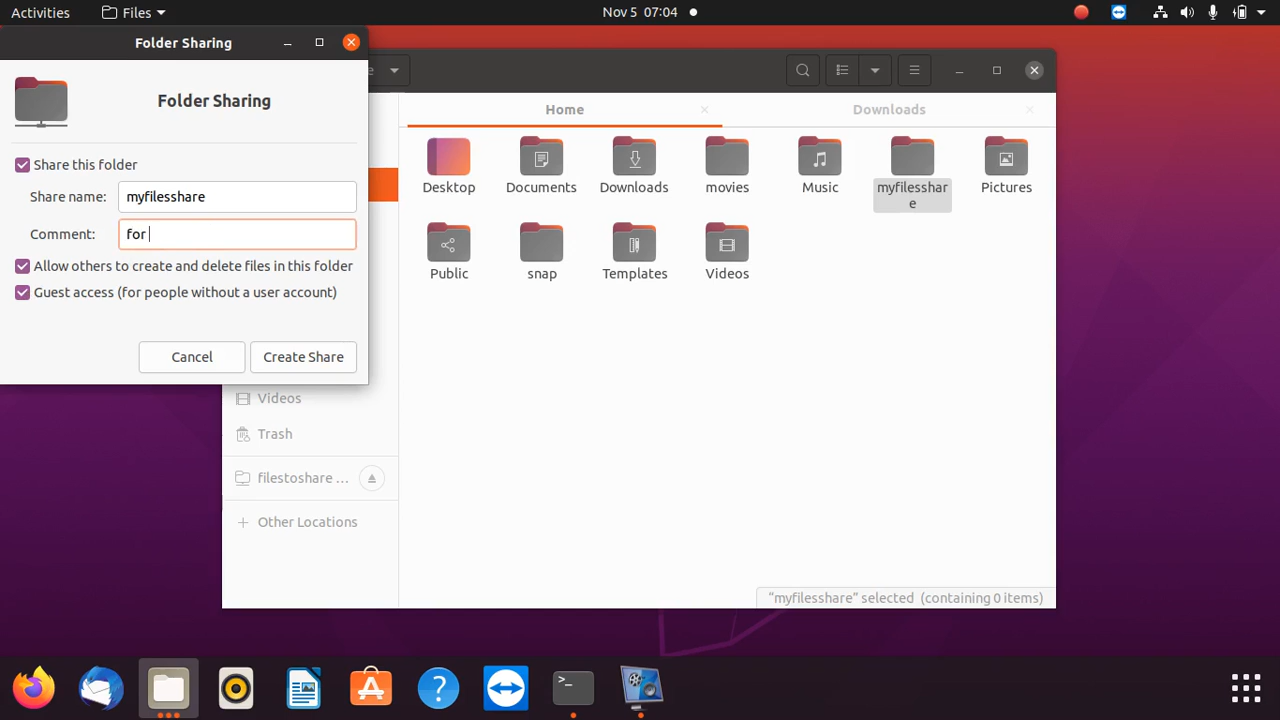 Activities
Files
Nov 5 07:04
Folder Sharing
Folder Sharing
Share this folder
Share name: myfilesshare
Comment: for
Allow others to create and delete files in this folder
Guest access (for people without a user account)
Cancel
Create Share
Home
Downloads
Desktop
Documents
Downloads
movies
Music
myfilesshar
e
Pictures
Public
snap
Templates
Videos
Videos
Trash
filestoshare ...
+ Other Locations
"myfilesshare" selected (containing 0 items)